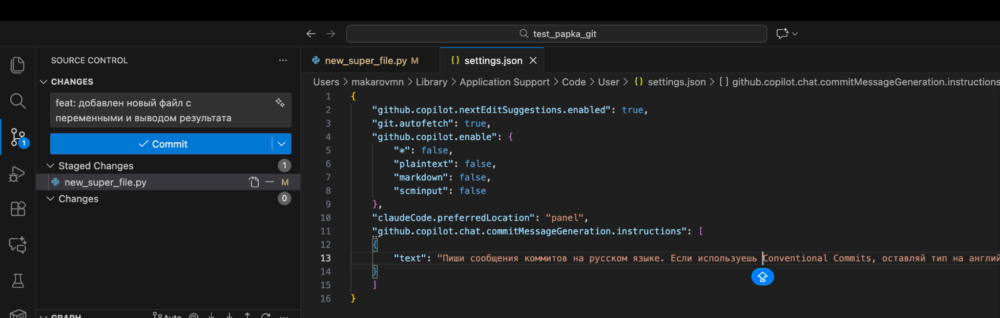 test_papka_git
SOURCE CONTROL
CHANGES
feat: добавлен новый файл с
переменными и выводом результата
Commit
Staged Changes 1
new_super_file.py M
Changes 0
GRAPH Auto
1
new_super_file.py M
settings.json
Users > makarovmn > Library > Application Support > Code > User > {} settings.json > [ ] github.copilot.chat.commitMessageGeneration.instructions
1 {
2 "github.copilot.nextEditSuggestions.enabled": true,
3 "git.autofetch": true,
4 "github.copilot.enable": {
5 "*": false,
6 "plaintext": false,
7 "markdown": false,
8 "scminput": false
9 },
10 "claudeCode.preferredLocation": "panel",
11 "github.copilot.chat.commitMessageGeneration.instructions": [
12 {
13 "text": "Пиши сообщения коммитов на русском языке. Если используешь Conventional Commits, оставляй тип на англий
14 }
15 ]
16 }